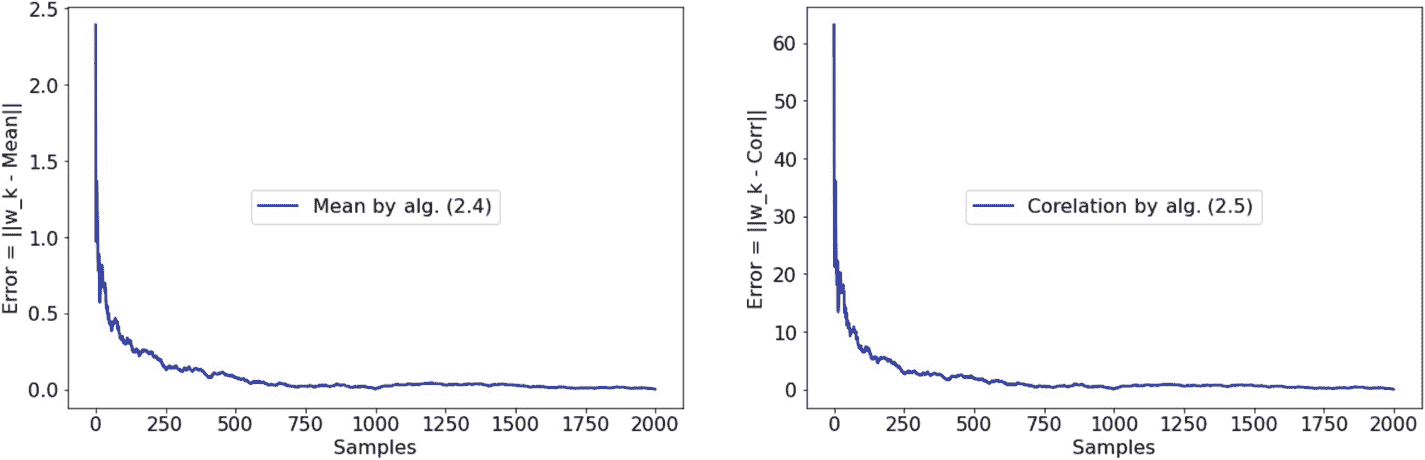 Error = ||w_k - Mean||
2.5
2.0
1.5
1.0
0.5
0.0
Mean by alg. (2.4)
0 250 500 750 1000 1250 1500 1750 2000
Samples
Error = ||w_k - Corr||
60
50
40
30
20
10
0
Corelation by alg. (2.5)
0 250 500 750 1000 1250 1500 1750 2000
Samples